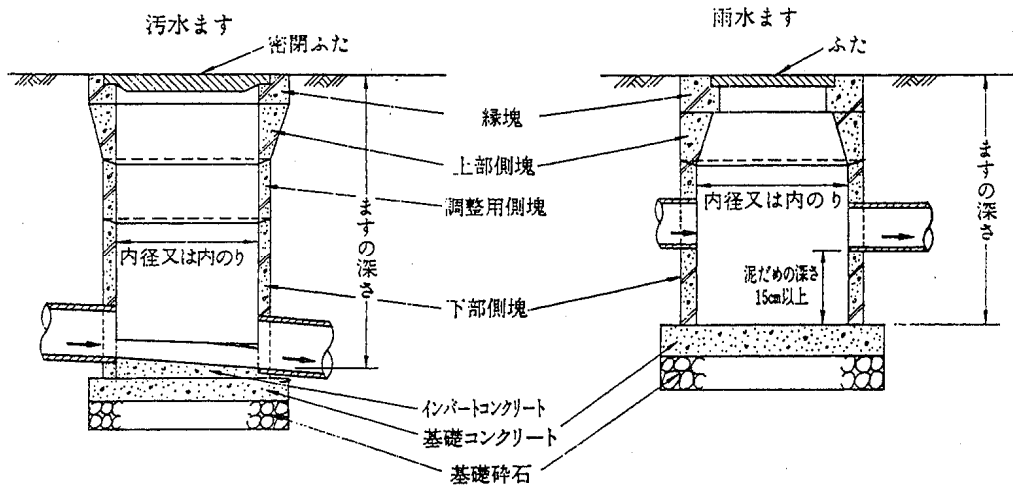 汚水ます
雨水ます
密閉ふた
ふた
縁塊
上部側塊
調整用側塊
内径又は内のり
ますの深さ
下部側塊
内径又は内のり
泥だめの深さ
15cm以上
ますの深さ
インバートコンクリート
基礎コンクリート
基礎砕石